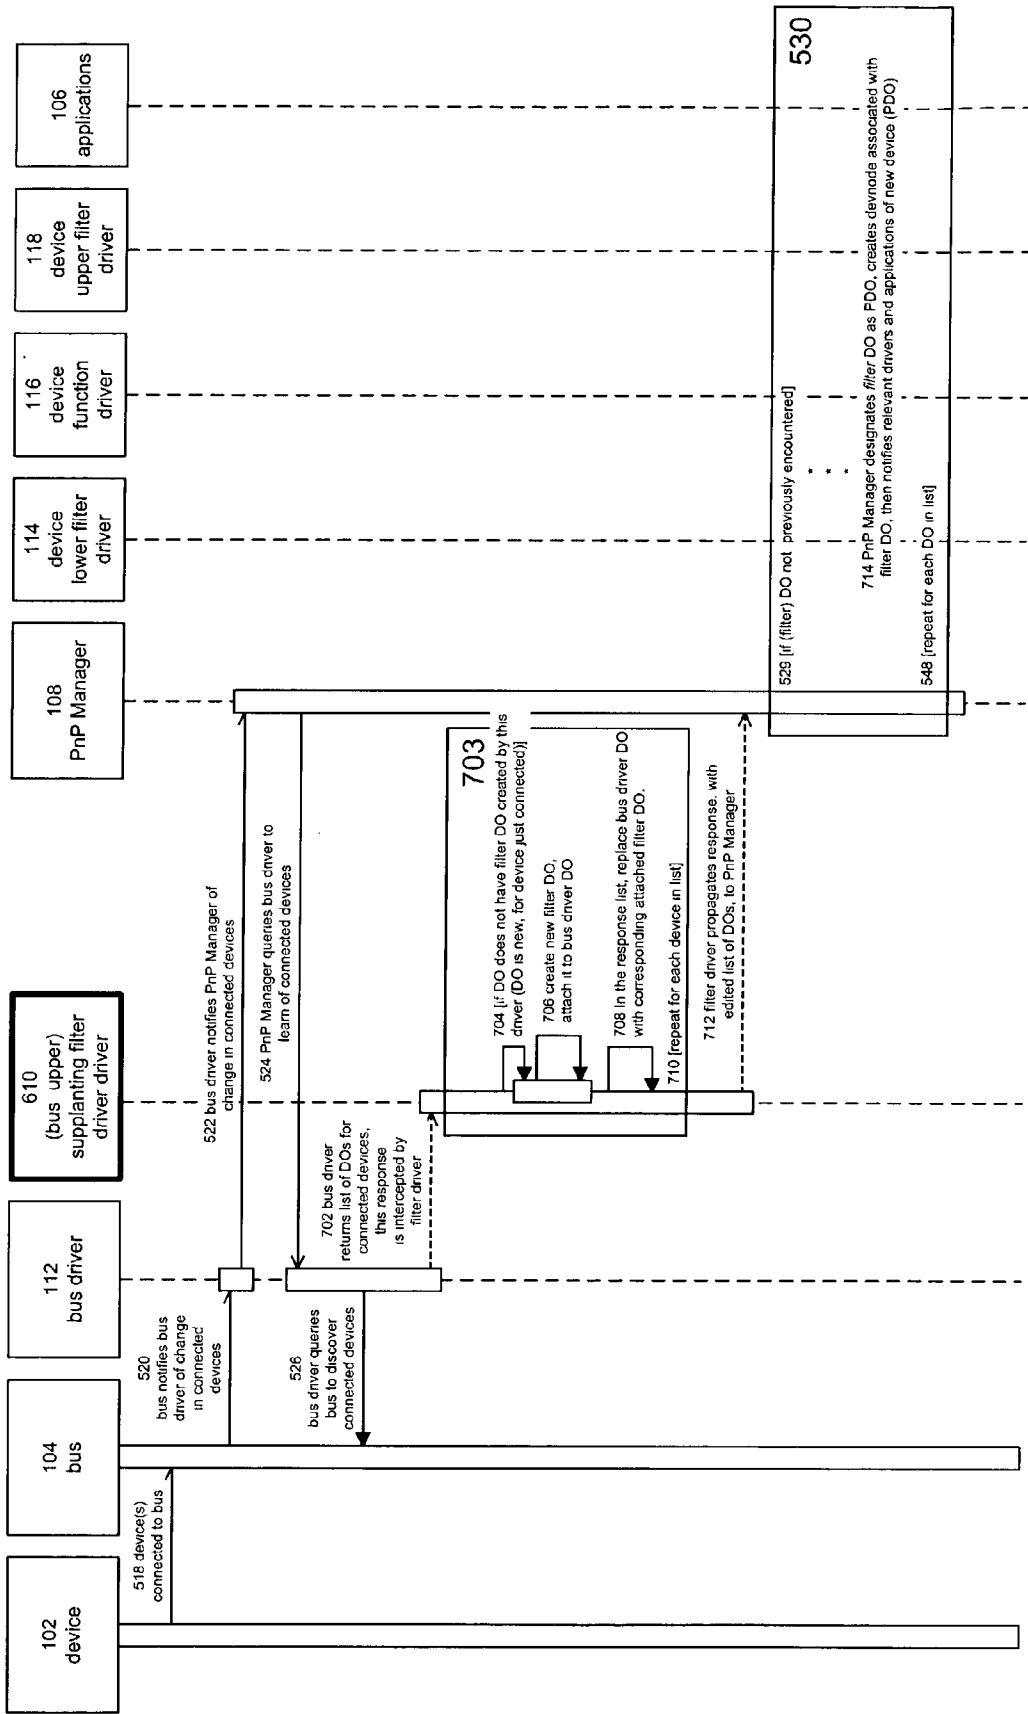 102
device
104
bus
112
bus driver
610
(bus upper)
supplanting filter
driver driver
108
PnP Manager
114
device
lower filter
driver
116
device
function
driver
118
device
upper filter
driver
106
applications
518 device(s)
connected to bus
520
bus notifies bus
driver of change
in connected
devices
522 bus driver notifies PnP Manager of
change in connected devices
524 PnP Manager queries bus driver to
learn of connected devices
526
bus driver queries
bus to discover
connected devices
702 bus driver
returns list of DOs for
connected devices,
this response
is intercepted by
filter driver
703
704 [if DO does not have filter DO created by this
driver (DO is new, for device just connected)]
706 create new filter DO,
attach it to bus driver DO
708 In the response list, replace bus driver DO
with corresponding attached filter DO.
710 [repeat for each device in list]
712 filter driver propagates response, with
edited list of DOs, to PnP Manager
530
529 [if (filter) DO not previously encountered]
714 PnP Manager designates filter DO as PDO, creates devnode associated with
filter DO, then notifies relevant drivers and applications of new device (PDO)
548 [repeat for each DO in list]